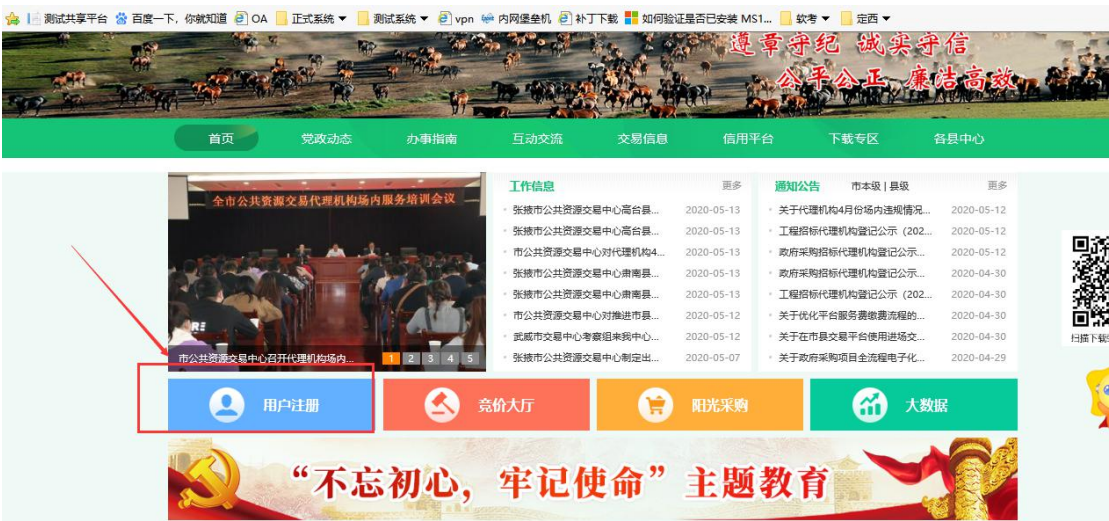 测试共享平台 百度一下，你就知道 OA 正式系统 测试系统 vpn 内网堡垒机 补丁下载 如何验证是否已安装 MS1... 软考 定西
遵章守纪 诚实守信
公平公正 廉洁高效
首页 党政动态 办事指南 互动交流 交易信息 信用平台 下载专区 各县中心
全市公共资源交易代理机构场内服务培训会议
市公共资源交易中心召开代理机构场内...
1 2 3 4 5
工作信息 更多
张掖市公共资源交易中心高台县... 2020-05-13
张掖市公共资源交易中心高台县... 2020-05-13
市公共资源交易中心对代理机构4... 2020-05-13
张掖市公共资源交易中心肃南县... 2020-05-13
张掖市公共资源交易中心肃南县... 2020-05-13
市公共资源交易中心对推进市县... 2020-05-12
武威市交易中心考察组来我中心... 2020-05-12
张掖市公共资源交易中心制定出... 2020-05-07
通知公告 市本级 | 县级 更多
关于代理机构4月份场内违规情况... 2020-05-12
工程招标代理机构登记公示（202... 2020-05-12
政府采购招标代理机构登记公示... 2020-05-12
政府采购招标代理机构登记公示... 2020-04-30
工程招标代理机构登记公示（202... 2020-04-30
关于优化平台服务费缴费流程的... 2020-04-30
关于在市县交易平台使用进场交... 2020-04-30
关于政府采购项目全流程电子化... 2020-04-29
扫描下载
用户注册 竞价大厅 阳光采购 大数据
“不忘初心，牢记使命”主题教育